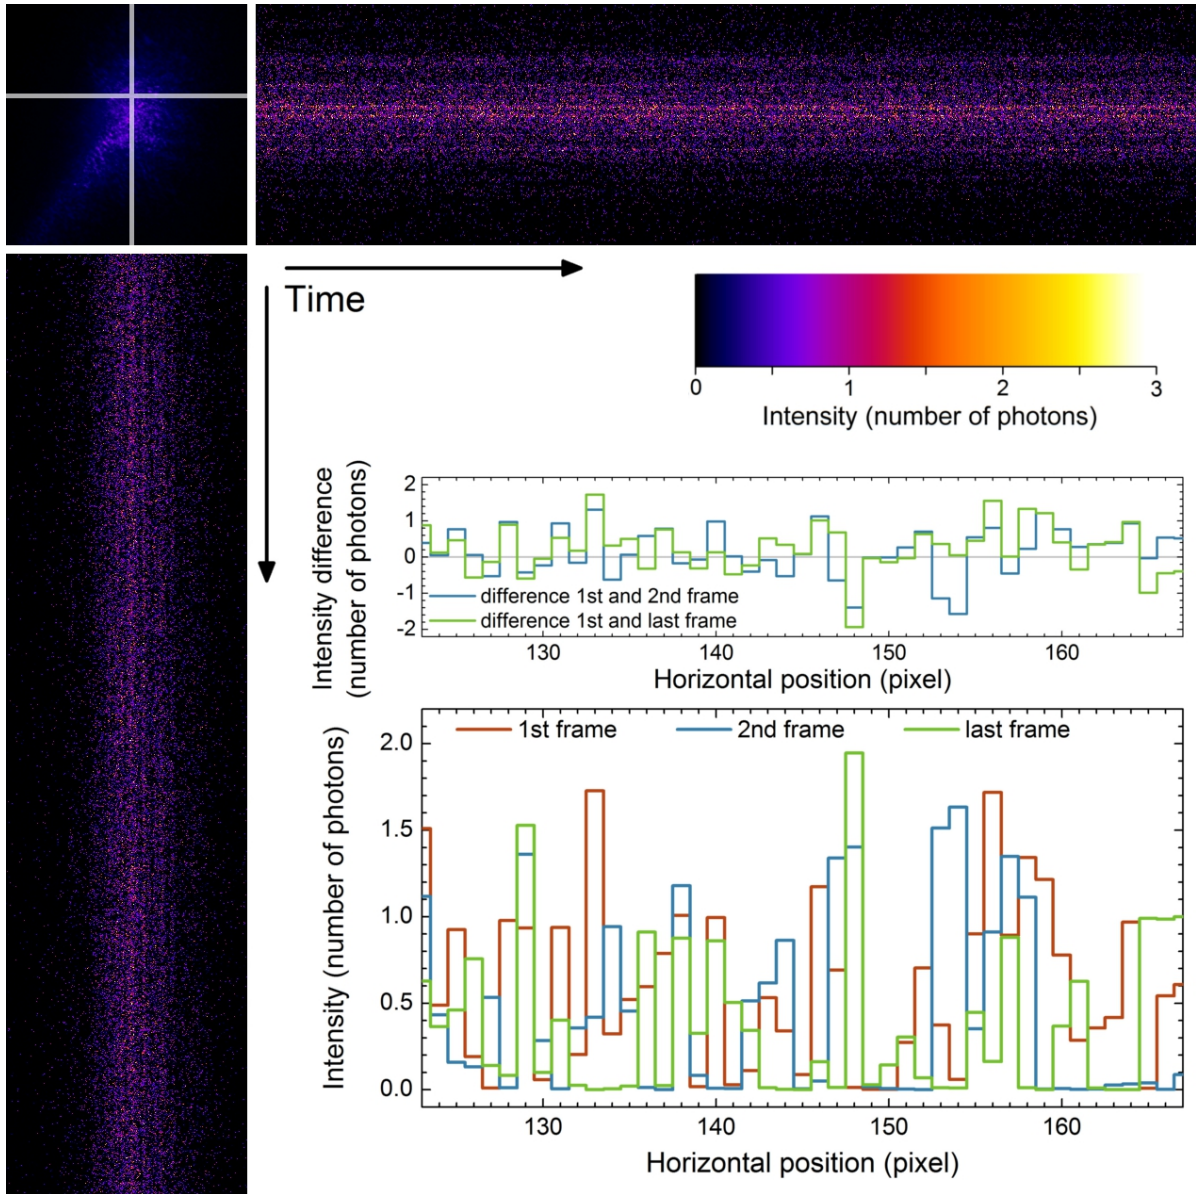 Time
0 1 2 3
Intensity (number of photons)
Intensity difference
(number of photons)
2
1
0
-1
-2
difference 1st and 2nd frame
difference 1st and last frame
130 140 150 160
Horizontal position (pixel)
1st frame 2nd frame last frame
Intensity (number of photons)
2.0
1.5
1.0
0.5
0.0
130 140 150 160
Horizontal position (pixel)